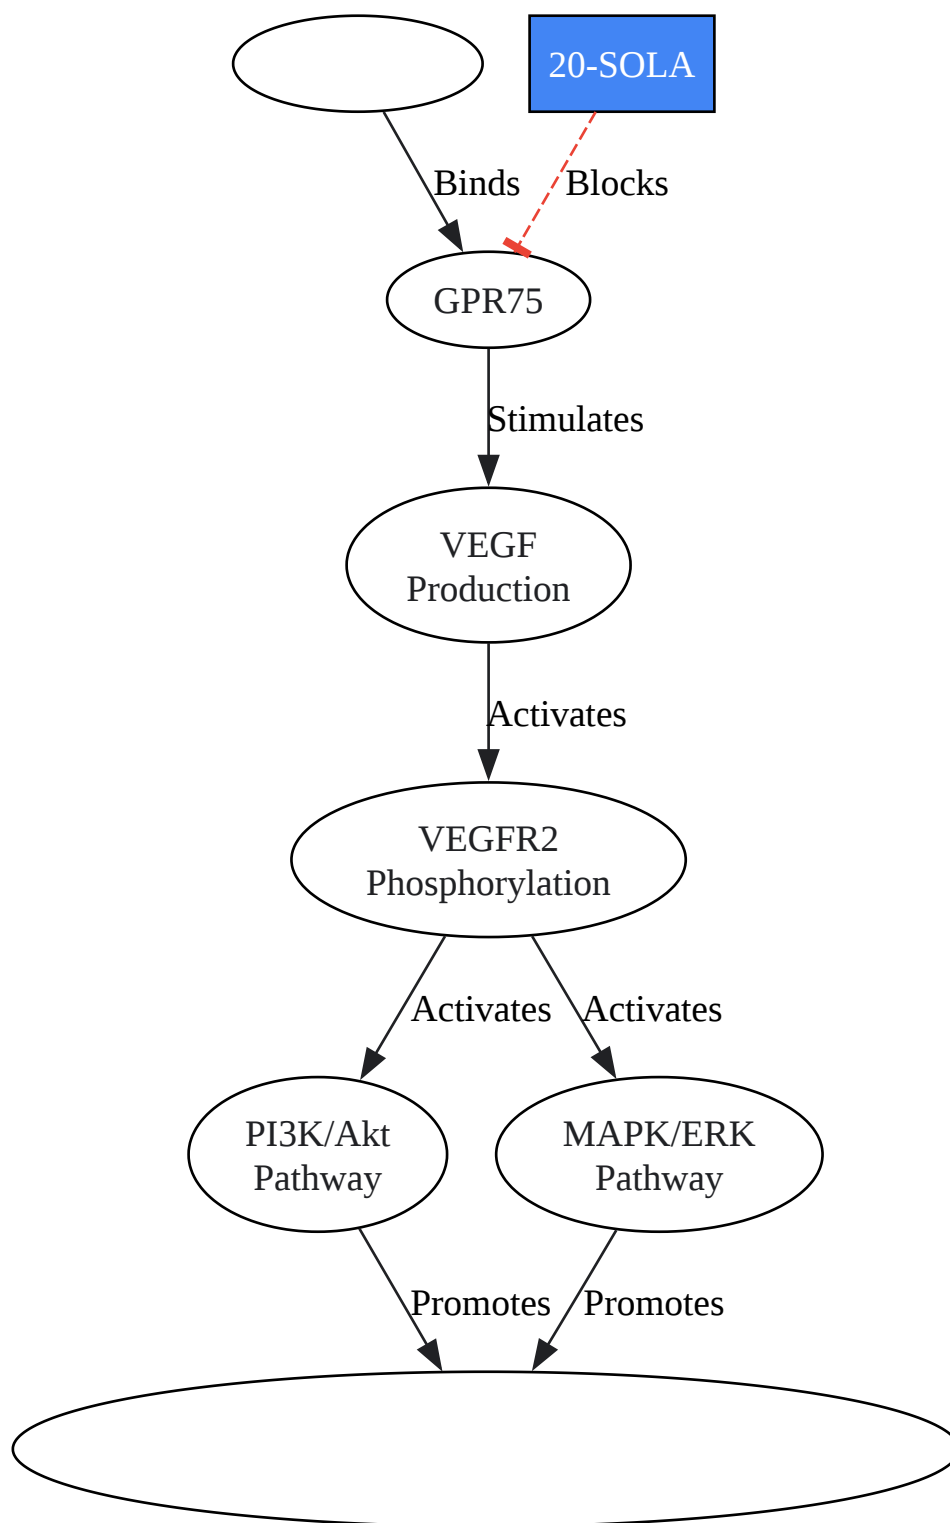 20-SOLA
Binds
Blocks
GPR75
Stimulates
VEGF
Production
Activates
VEGFR2
Phosphorylation
Activates
Activates
PI3K/Akt
Pathway
MAPK/ERK
Pathway
Promotes
Promotes